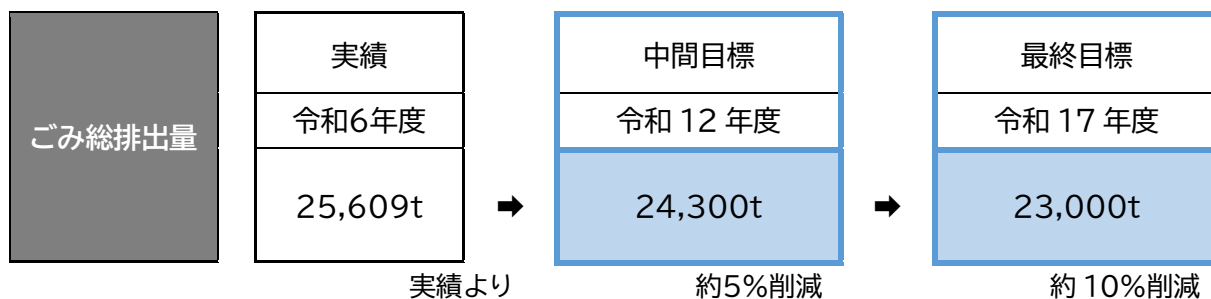 ごみ総排出量
実績
令和6年度
25,609t
➡
中間目標
令和 12 年度
24,300t
➡
最終目標
令和 17 年度
23,000t
実績より
約5%削減
約 10%削減